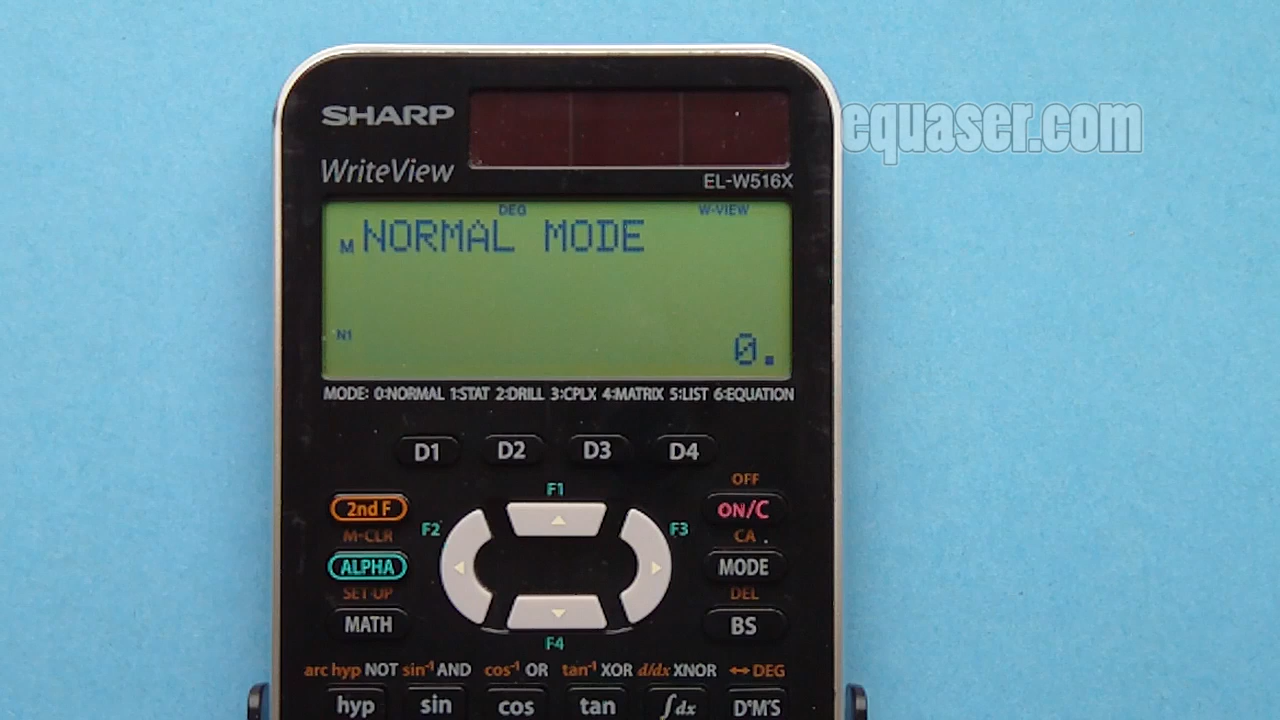 SHARP
equaser.com
WriteView
EL-W516X
DEG W-VIEW
M NORMAL MODE
N1
0.
MODE: 0:NORMAL 1:STAT 2:DRILL 3:CPLX 4:MATRIX 5:LIST 6:EQUATION
D1 D2 D3 D4
OFF
F1
2nd F ON/C
F2 F3
M-CLR CA
ALPHA MODE
SET UP DEL
MATH BS
F4
arc hyp NOT sin⁻¹ AND cos⁻¹ OR tan⁻¹ XOR d/dx XNOR ↔DEG
hyp sin cos tan ∫dx D°M'S